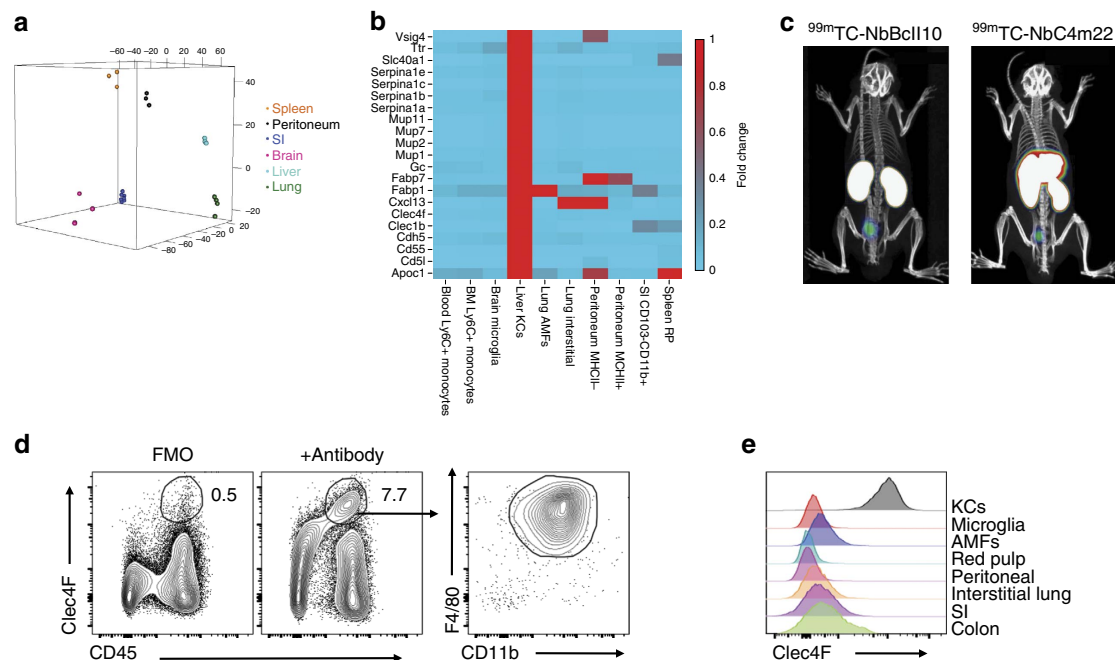 a
−60 −40 −20 0 20 40 60
40
20
0
−20
−80 −60 −40 −20 0 20
Spleen
Peritoneum
SI
Brain
Liver
Lung
b
Vsig4
Ttr
Slc40a1
Serpina1e
Serpina1c
Serpina1b
Serpina1a
Mup11
Mup7
Mup2
Mup1
Gc
Fabp7
Fabp1
Cxcl13
Clec4f
Clec1b
Cdh5
Cd55
Cd5l
Apoc1
Blood Ly6C+ monocytes
BM Ly6C+ monocytes
Brain microglia
Liver KCs
Lung AMFs
Lung interstitial
Peritoneum MHCII−
Peritoneum MCHII+
SI CD103-CD11b+
Spleen RP
1
0.8
0.6
0.4
0.2
0
Fold change
c
99mTC-NbBcII10
99mTC-NbC4m22
d
FMO
+Antibody
0.5
7.7
Clec4F
CD45
F4/80
CD11b
e
KCs
Microglia
AMFs
Red pulp
Peritoneal
Interstitial lung
SI
Colon
Clec4F